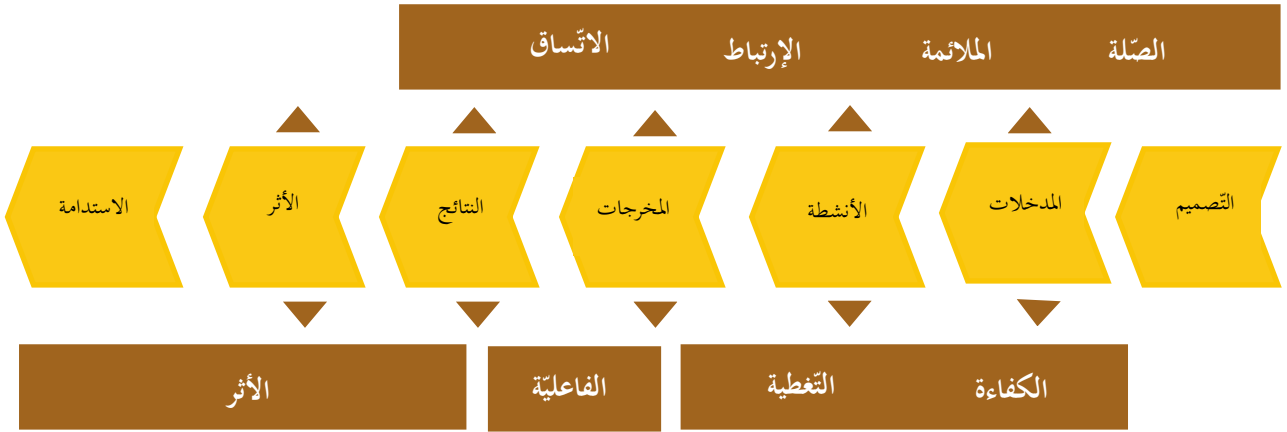 الصّلة الملائمة الإرتباط الاتّساق
التّصميم المدخلات الأنشطة المخرجات النتائج الأثر الاستدامة
الكفاءة التّغطية الفاعليّة الأثر